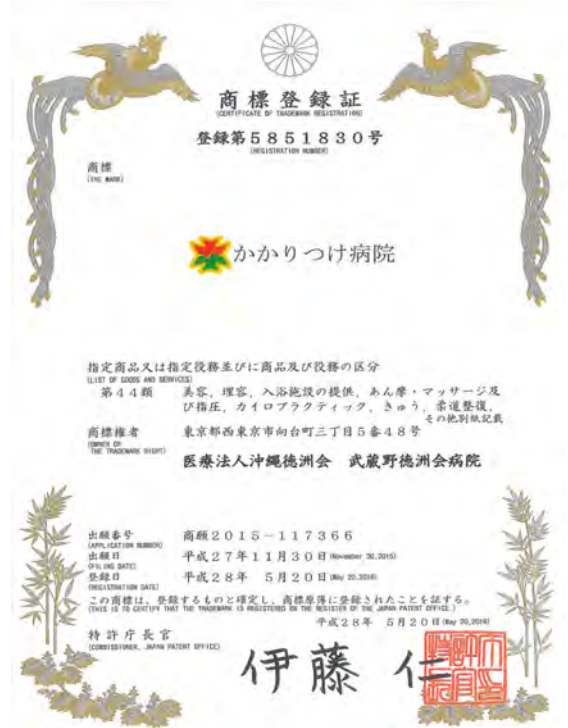 商標登録証
(CERTIFICATE OF TRADEMARK REGISTRATION)
登録第5851830号
(REGISTRATION NUMBER)
商標
(THE MARK)
かかりつけ病院
指定商品又は指定役務並びに商品及び役務の区分
(LIST OF GOODS AND SERVICES)
第44類 美容，理容，入浴施設の提供，あん摩・マッサージ及
び指圧，カイロプラクティック，きゅう，柔道整復，
その他別紙記載
商標権者 東京都西東京市向台町三丁目5番48号
(OWNER OF THE TRADEMARK RIGHT)
医療法人沖縄徳洲会 武蔵野徳洲会病院
出願番号 商願2015-117366
(APPLICATION NUMBER)
出願日 平成27年11月30日(November 30,2015)
(FILING DATE)
登録日 平成28年 5月20日(May 20,2016)
(REGISTRATION DATE)
この商標は、登録するものと確定し、商標原簿に登録されたことを証する。
(THIS IS TO CERTIFY THAT THE TRADEMARK IS REGISTERED ON THE REGISTER OF THE JAPAN PATENT OFFICE.)
平成28年 5月20日(May 20,2016)
特許庁長官
(COMMISSIONER, JAPAN PATENT OFFICE)
伊藤 仁